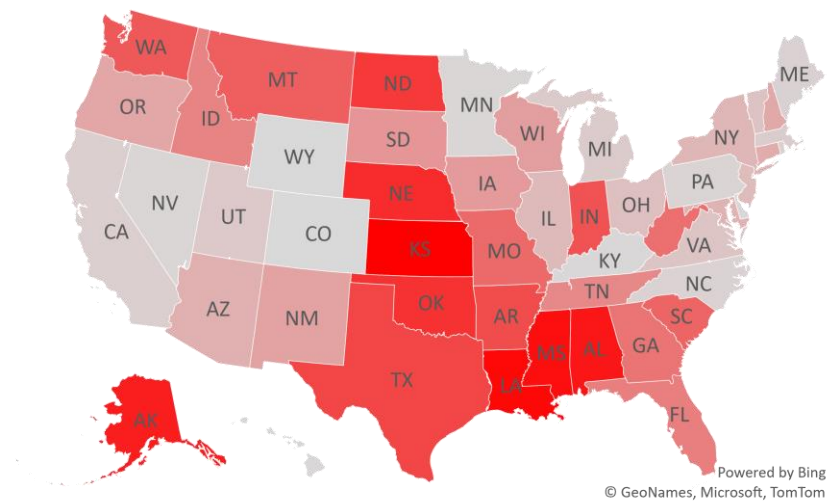 WA
MT
ND
ME
MN
OR
ID
SD
WI
NY
MI
WY
IA
PA
NE
NV
UT
IL
IN
OH
CO
CA
KS
MO
VA
KY
NC
TN
AZ
NM
OK
AR
SC
GA
MS
AL
TX
LA
AK
FL
Powered by Bing
© GeoNames, Microsoft, TomTom